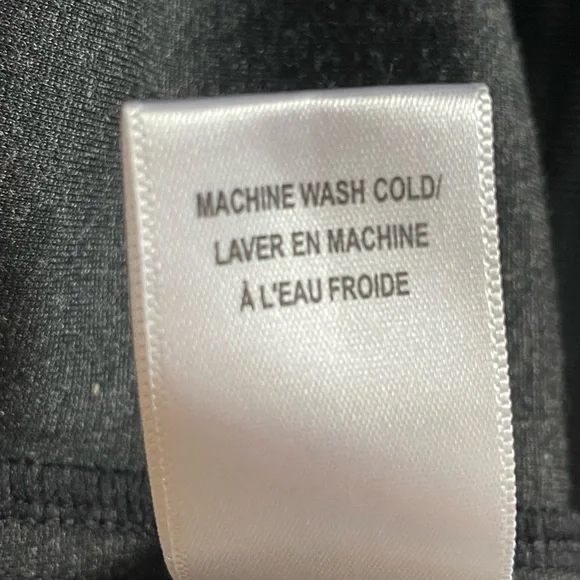 MACHINE WASH COLD/
LAVER EN MACHINE
À L'EAU FROIDE